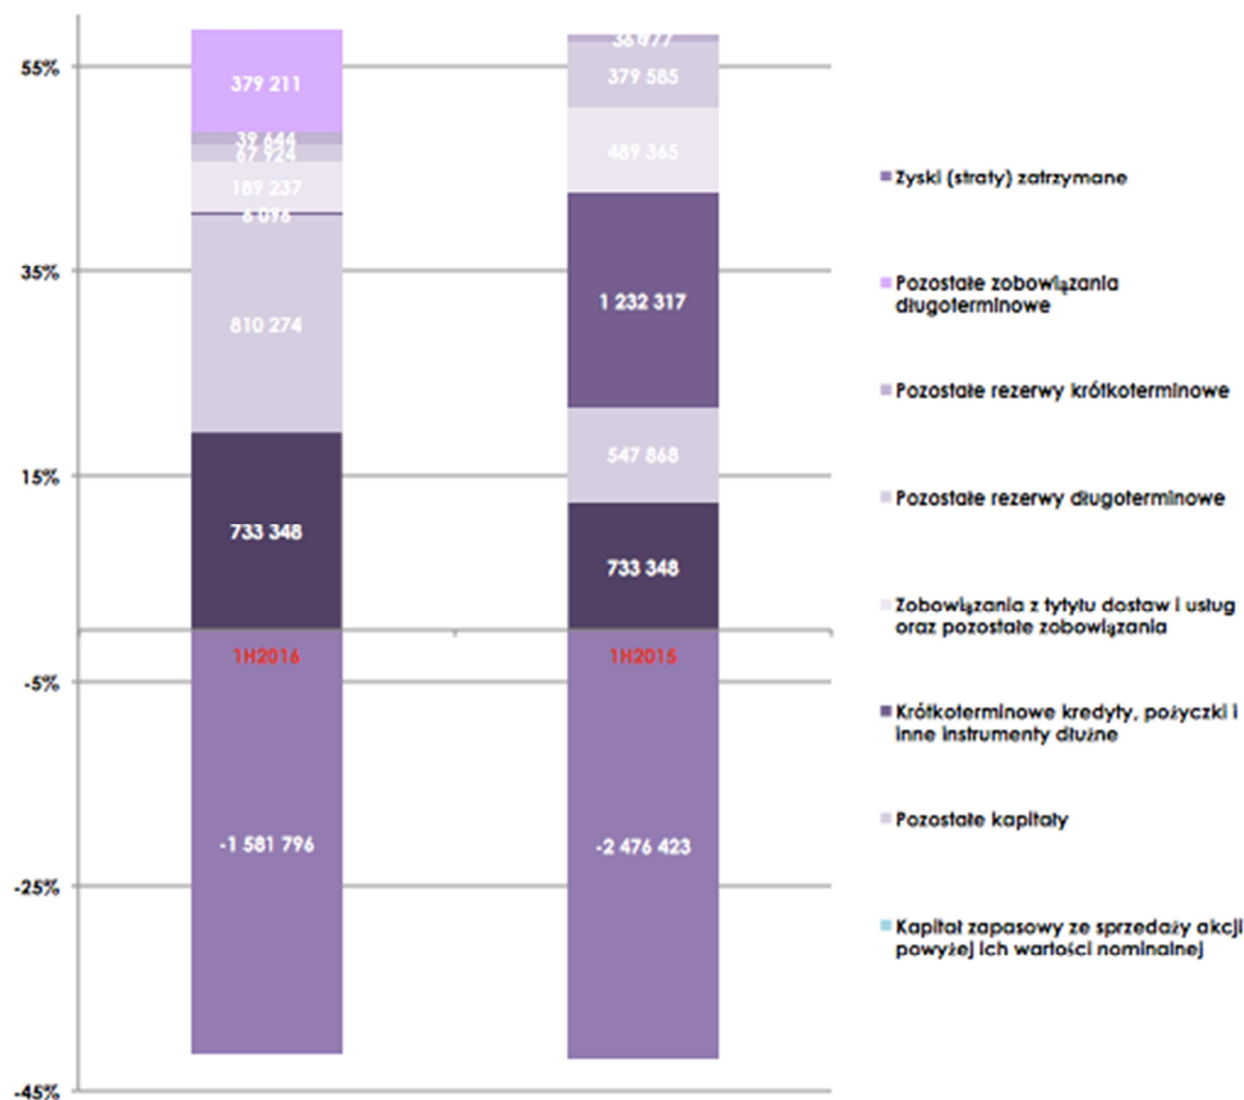 55%
35%
15%
-5%
-25%
-45%
379 211
39 644
67 924
189 237
6 096
810 274
733 348
1H2016
-1 581 796
379 585
489 365
1 232 317
547 868
733 348
1H2015
-2 476 423
Zyski (straty) zatrzymane
Pozostałe zobowiązania
długoterminowe
Pozostałe rezerwy krótkoterminowe
Pozostałe rezerwy długoterminowe
Zobowiązania z tytyłu dostaw i usług
oraz pozostałe zobowiązania
Krótkoterminowe kredyty, pożyczki i
inne instrumenty dłużne
Pozostałe kapitały
Kapitał zapasowy ze sprzedaży akcji
powyżej ich wartości nominalnej